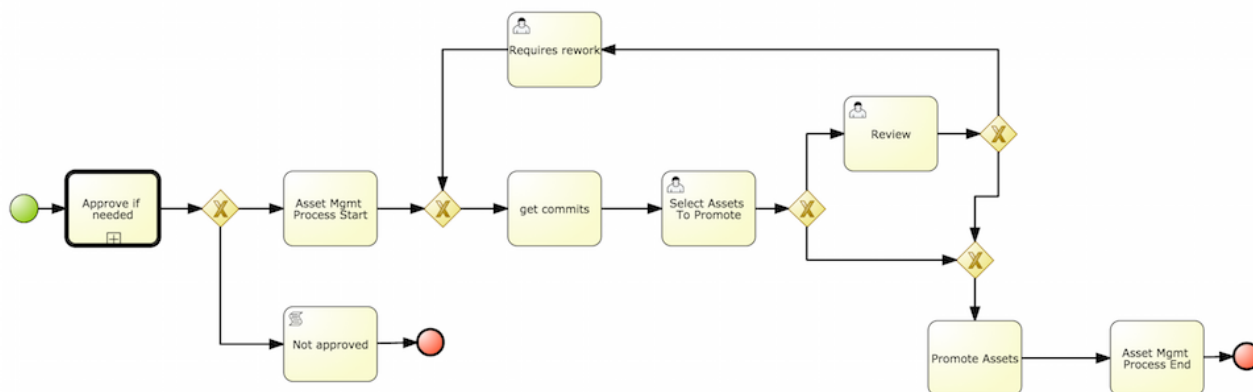 Requires rework
Review
Approve if
needed
Asset Mgmt
Process Start
get commits
Select Assets
To Promote
Not approved
Promote Assets
Asset Mgmt
Process End